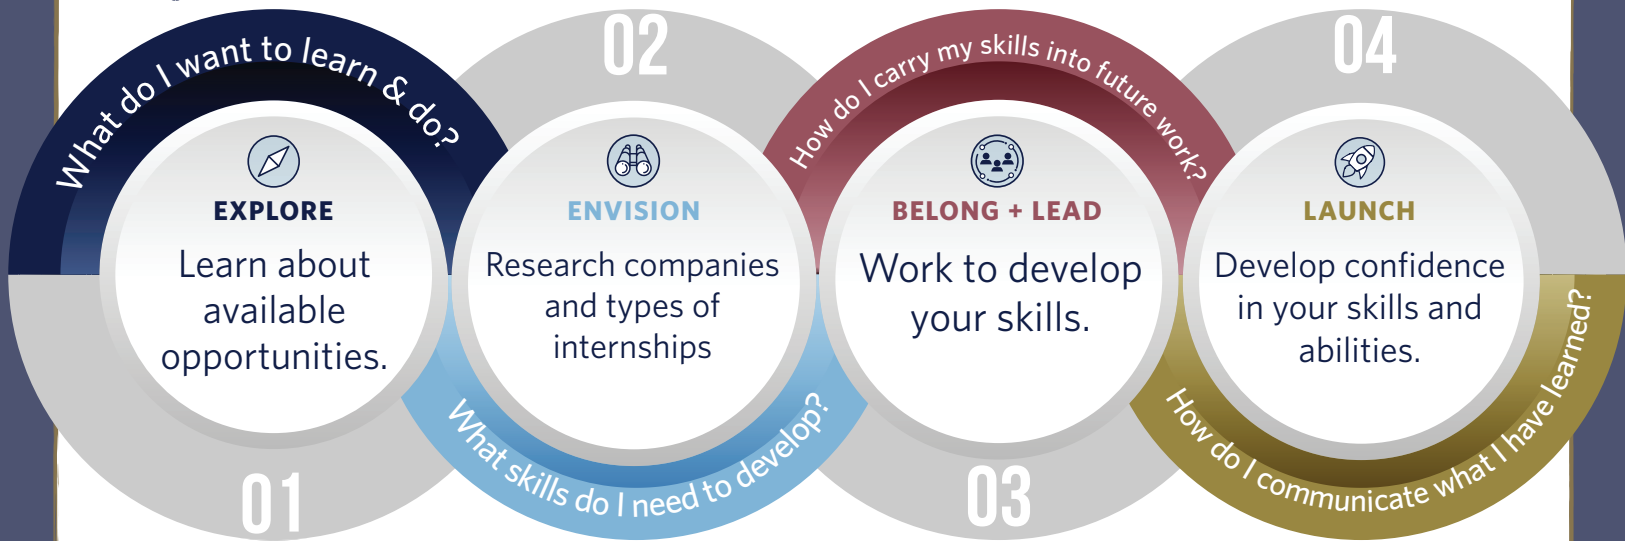 What do I want to learn & do?
EXPLORE
Learn about
available
opportunities.
01
02
ENVISION
Research companies
and types of
internships
What skills do I need to develop?
How do I carry my skills into future work?
BELONG + LEAD
Work to develop
your skills.
03
04
LAUNCH
Develop confidence
in your skills and
abilities.
How do I communicate what I have learned?